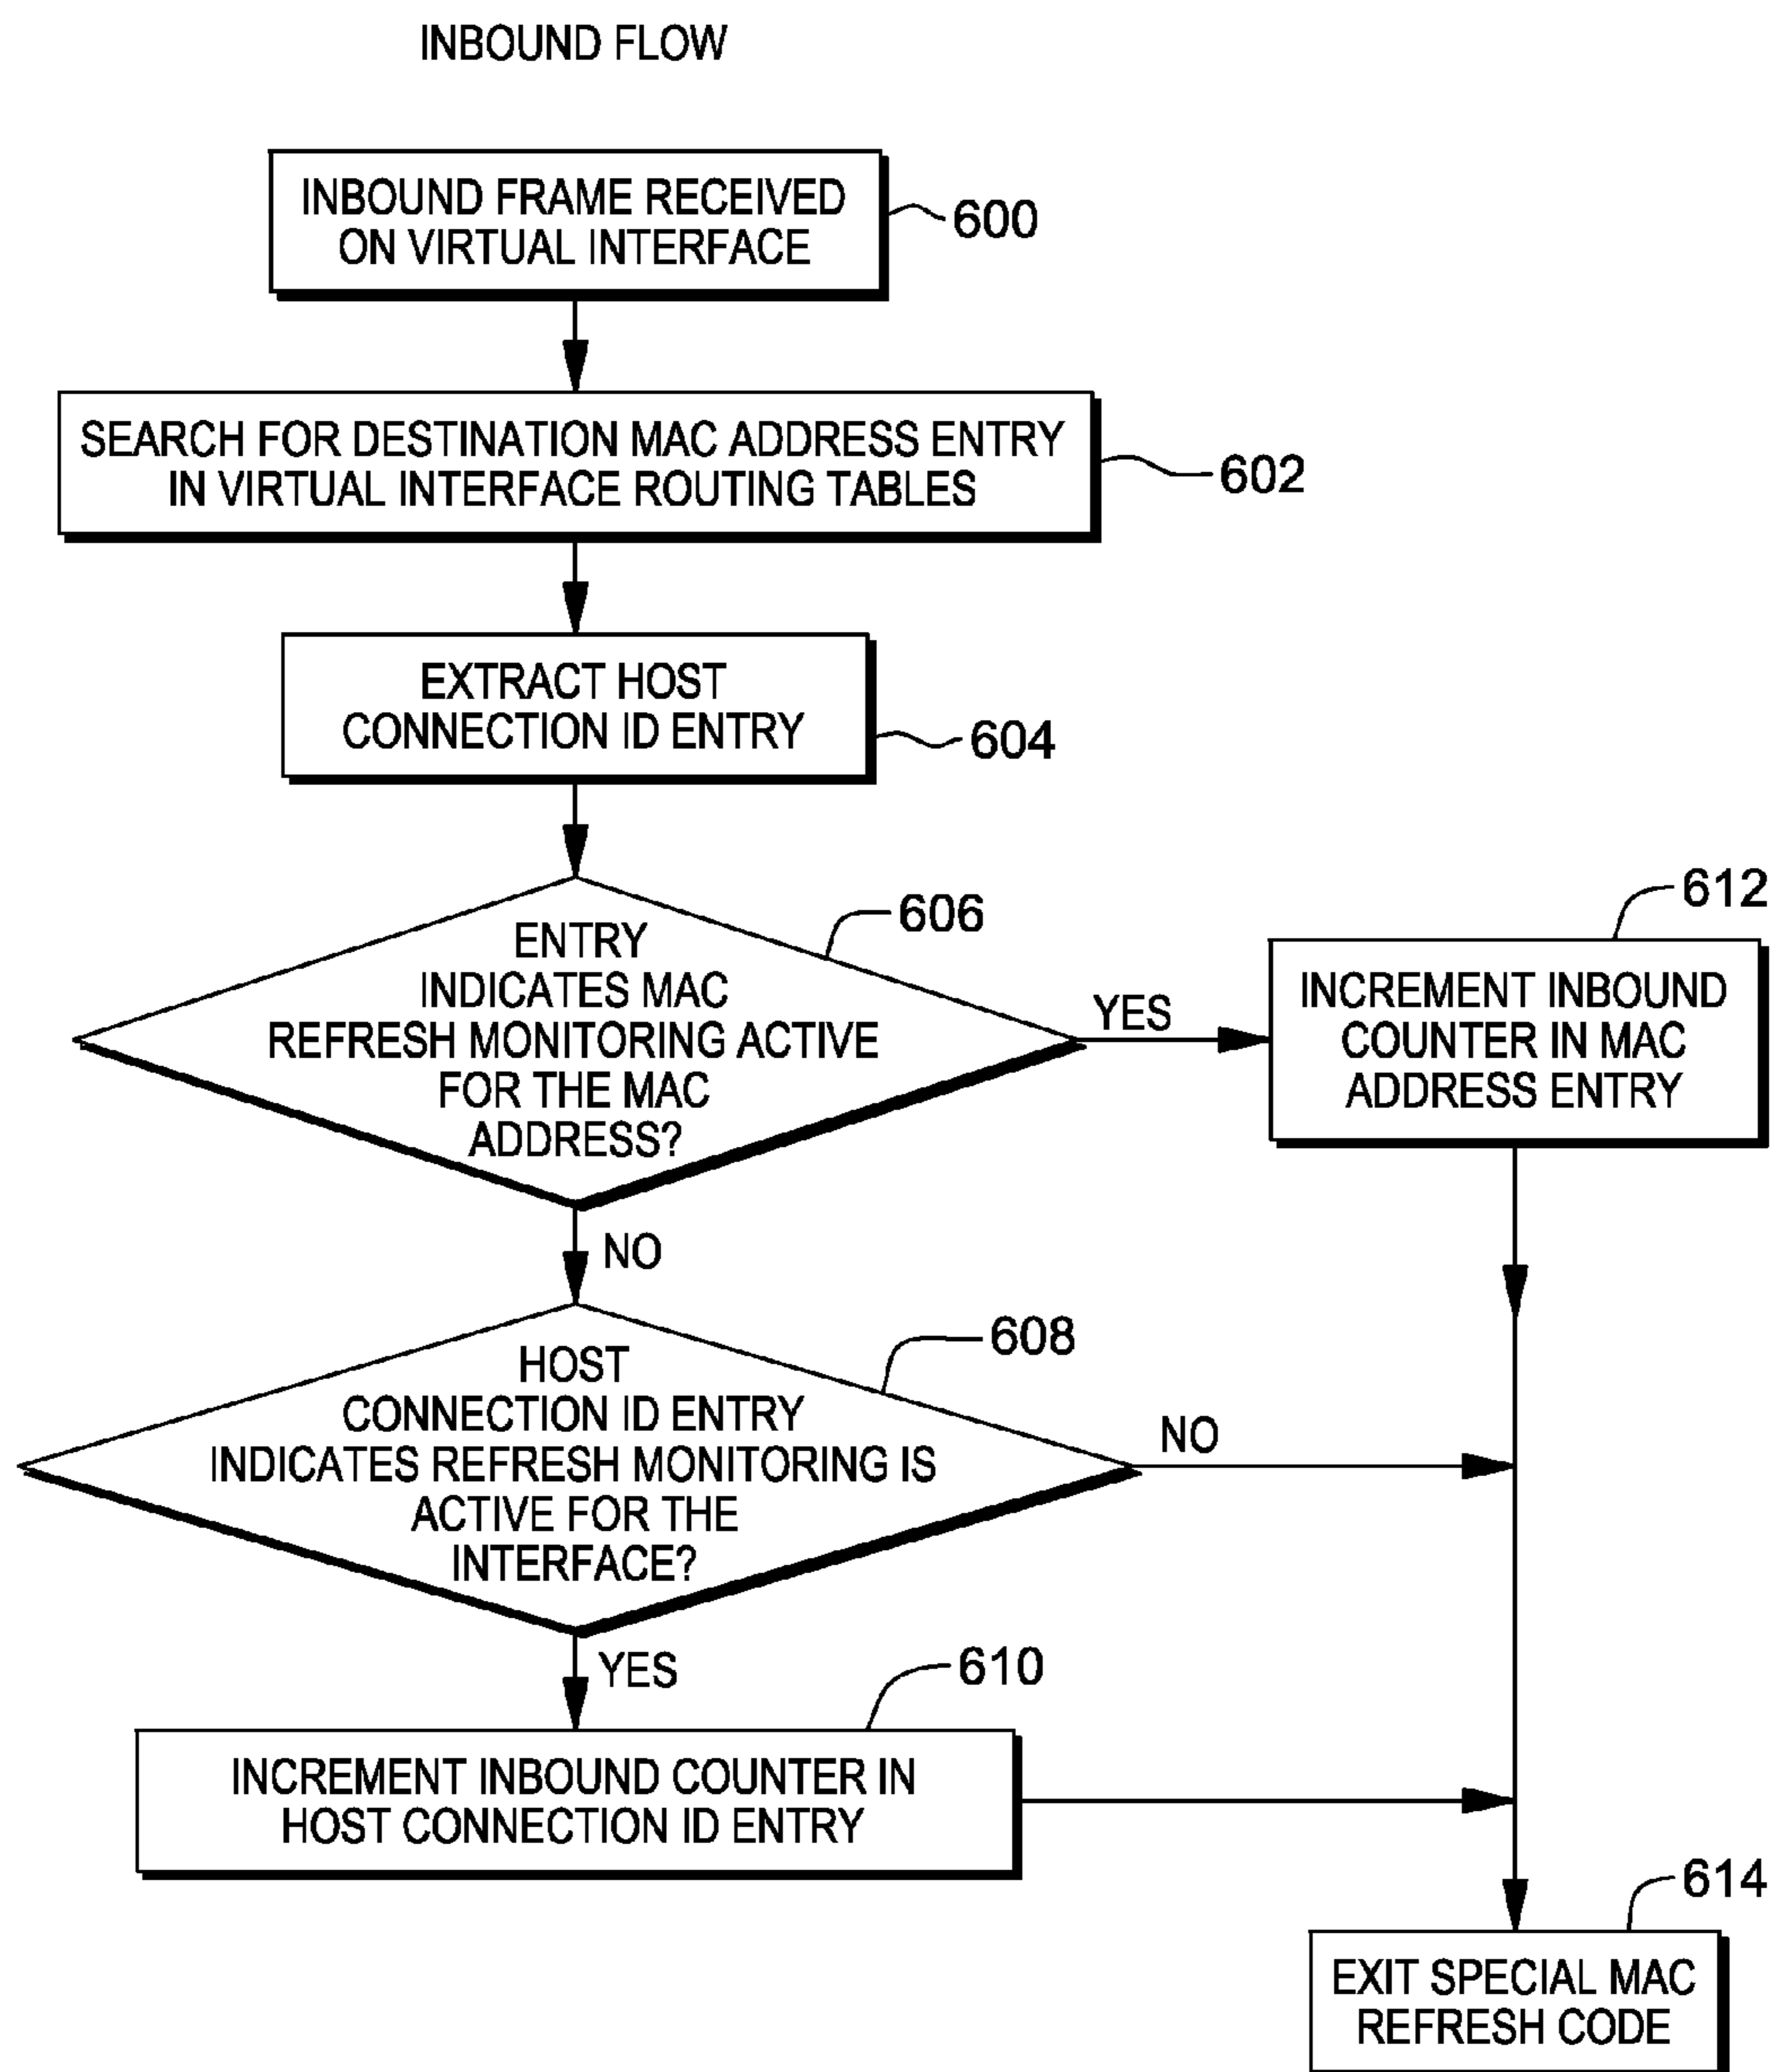 INBOUND FLOW
INBOUND FRAME RECEIVED
ON VIRTUAL INTERFACE
600
SEARCH FOR DESTINATION MAC ADDRESS ENTRY
IN VIRTUAL INTERFACE ROUTING TABLES
602
EXTRACT HOST
CONNECTION ID ENTRY
604
ENTRY
INDICATES MAC
REFRESH MONITORING ACTIVE
FOR THE MAC
ADDRESS?
606
YES
612
INCREMENT INBOUND
COUNTER IN MAC
ADDRESS ENTRY
NO
HOST
CONNECTION ID ENTRY
INDICATES REFRESH MONITORING IS
ACTIVE FOR THE
INTERFACE?
608
NO
YES
610
INCREMENT INBOUND COUNTER IN
HOST CONNECTION ID ENTRY
614
EXIT SPECIAL MAC
REFRESH CODE